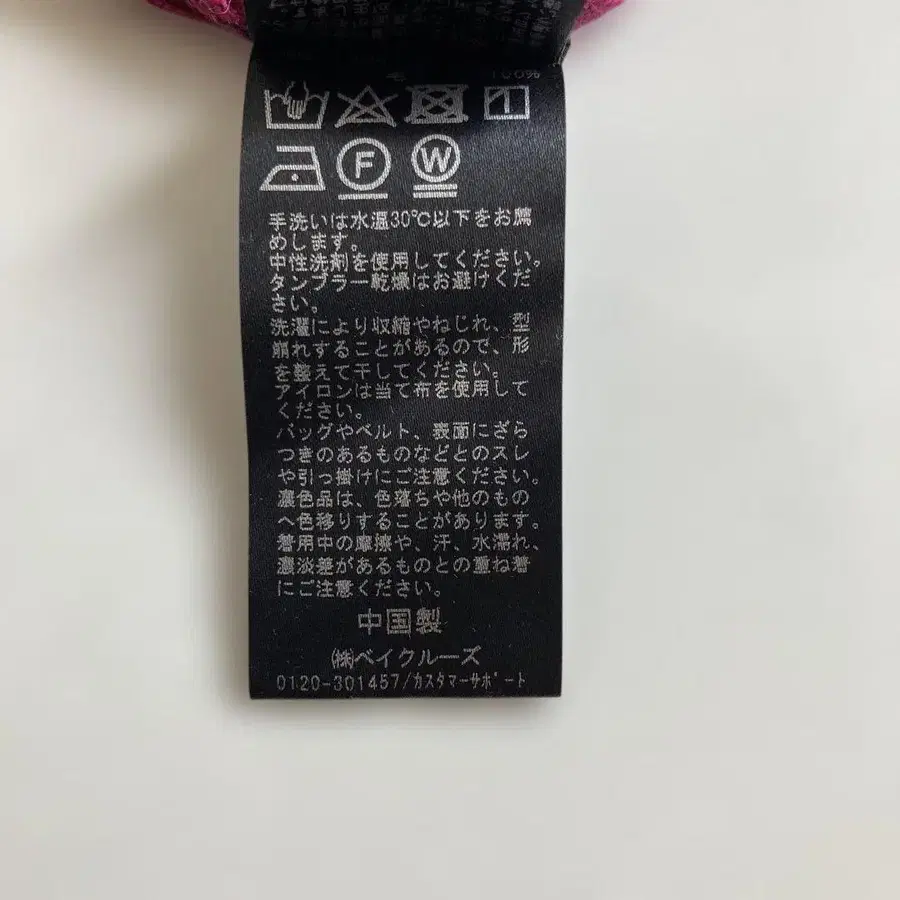 100%
F W
手洗いは水温30℃以下をお薦
めします。
中性洗剤を使用してください。
タンブラー乾燥はお避けくだ
さい。
洗濯により収縮やねじれ、型
崩れすることがあるので、形
を整えて干してください。
アイロンは当て布を使用して
ください。
バッグやベルト、表面にざら
つきのあるものなどとのスレ
や引っ掛けにご注意ください。
濃色品は、色落ちや他のもの
へ色移りすることがあります。
着用中の摩擦や、汗、水濡れ、
濃淡差があるものとの重ね着
にご注意ください。
中国製
㈱ベイクルーズ
0120-301457/ｶｽﾀﾏｰｻﾎﾟｰﾄ